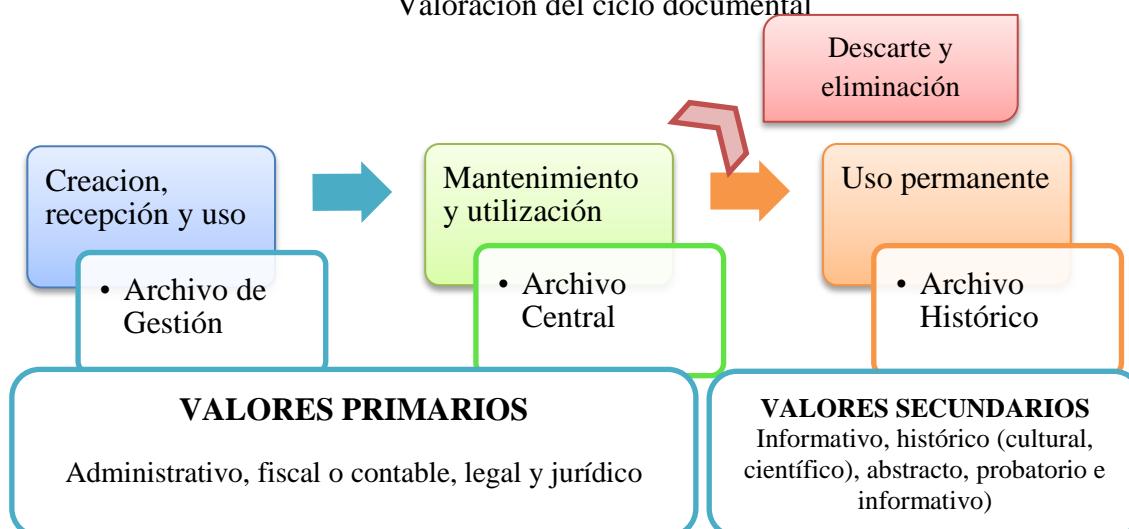 Valoración del ciclo documental
Descarte y
eliminación
Creacion,
recepción y uso
• Archivo de
Gestión
Mantenimiento
y utilización
• Archivo
Central
Uso permanente
• Archivo
Histórico
VALORES PRIMARIOS
Administrativo, fiscal o contable, legal y jurídico
VALORES SECUNDARIOS
Informativo, histórico (cultural,
científico), abstracto, probatorio e
informativo)